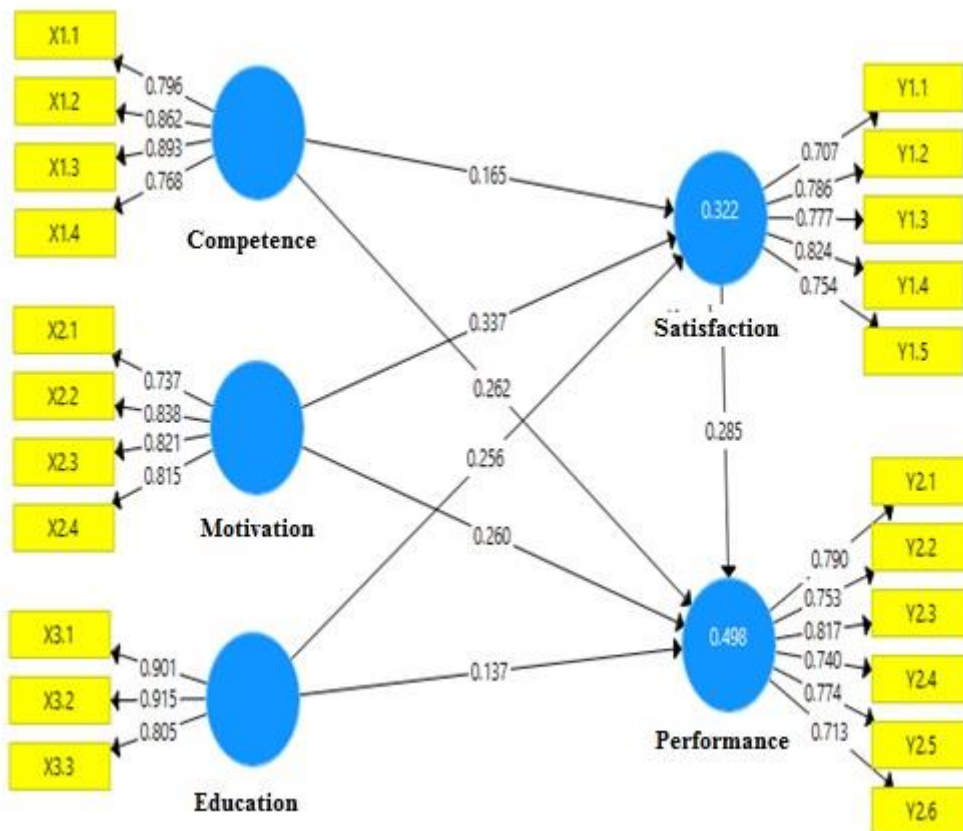 X1.1
X1.2
X1.3
X1.4
0.796
0.862
0.893
0.768
Competence
X2.1
X2.2
X2.3
X2.4
0.737
0.838
0.821
0.815
Motivation
X3.1
X3.2
X3.3
0.901
0.915
0.805
Education
0.165
0.337
0.262
0.256
0.260
0.137
0.322
Satisfaction
0.285
0.498
Performance
0.707
0.786
0.777
0.824
0.754
Y1.1
Y1.2
Y1.3
Y1.4
Y1.5
0.790
0.753
0.817
0.740
0.774
0.713
Y2.1
Y2.2
Y2.3
Y2.4
Y2.5
Y2.6